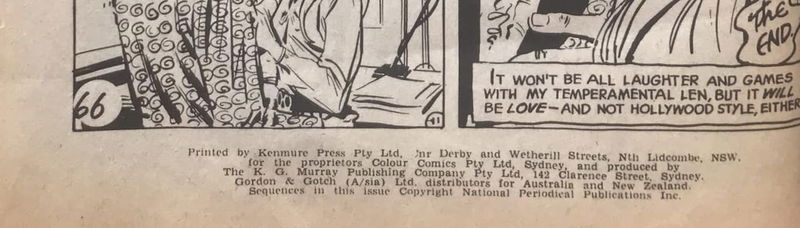 the
END.
IT WON'T BE ALL LAUGHTER AND GAMES
WITH MY TEMPERAMENTAL LEN, BUT IT WILL
BE LOVE—AND NOT HOLLYWOOD STYLE, EITHER
66
41
Printed by Kenmure Press Pty Ltd, Cnr Derby and Wetherill Streets, Nth Lidcombe, NSW.
for the proprietors Colour Comics Pty Ltd, Sydney, and produced by
The K. G. Murray Publishing Company Pty Ltd, 142 Clarence Street, Sydney.
Gordon & Gotch (A/sia) Ltd. distributors for Australia and New Zealand.
Sequences in this issue Copyright National Periodical Publications Inc.